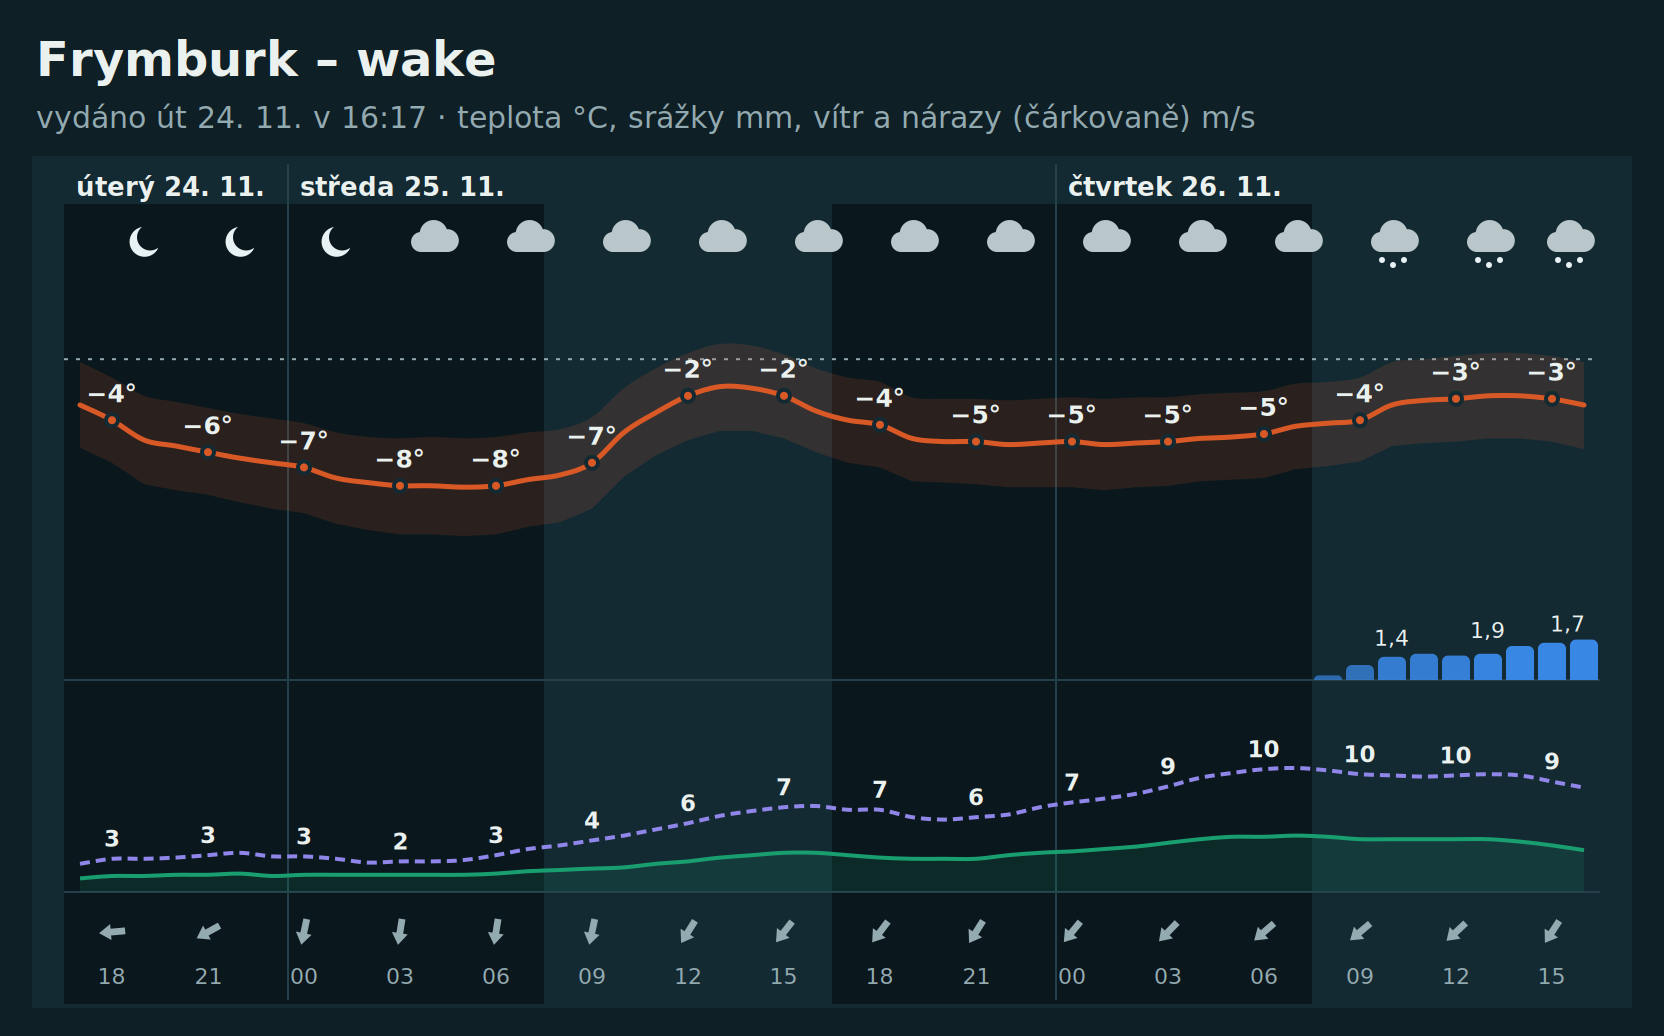 Frymburk – wake
vydáno út 24. 11. v 16:17 · teplota °C, srážky mm, vítr a nárazy (čárkovaně) m/s
úterý 24. 11. středa 25. 11. čtvrtek 26. 11.
−4° −6° −7° −8° −8° −7° −2° −2° −4° −5° −5° −5° −5° −4° −3° −3°
1,4 1,9 1,7
3 3 3 2 3 4 6 7 7 6 7 9 10 10 10 9
18 21 00 03 06 09 12 15 18 21 00 03 06 09 12 15